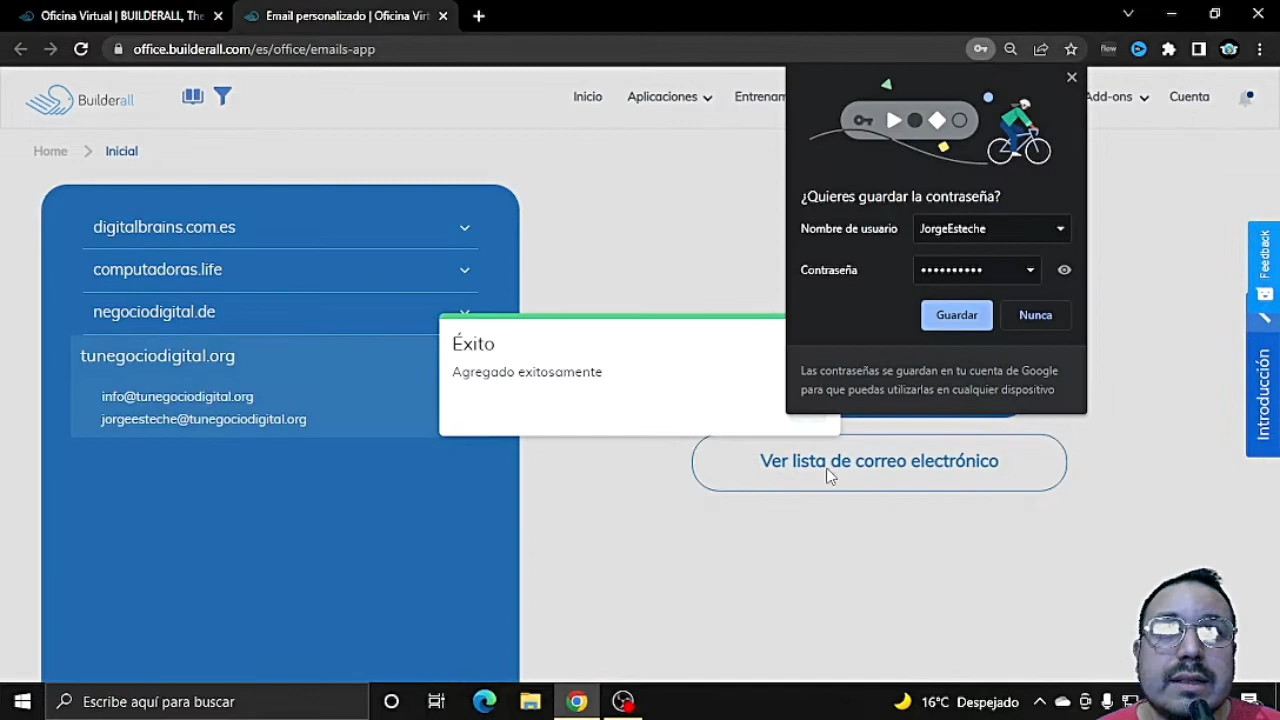 Oficina Virtual | BUILDERALL, The
Email personalizado | Oficina Virt
office.builderall.com/es/office/emails-app
flow
Builderall
Inicio
Aplicaciones
Entrenam
Add-ons
Cuenta
Home
Inicial
digitalbrains.com.es
computadoras.life
negociodigital.de
tunegociodigital.org
info@tunegociodigital.org
jorgeesteche@tunegociodigital.org
Éxito
Agregado exitosamente
¿Quieres guardar la contraseña?
Nombre de usuario
JorgeEsteche
Contraseña
••••••••••
Guardar
Nunca
Las contraseñas se guardan en tu cuenta de Google
para que puedas utilizarlas en cualquier dispositivo
Ver lista de correo electrónico
Feedback
Introducción
Escribe aquí para buscar
16°C Despejado